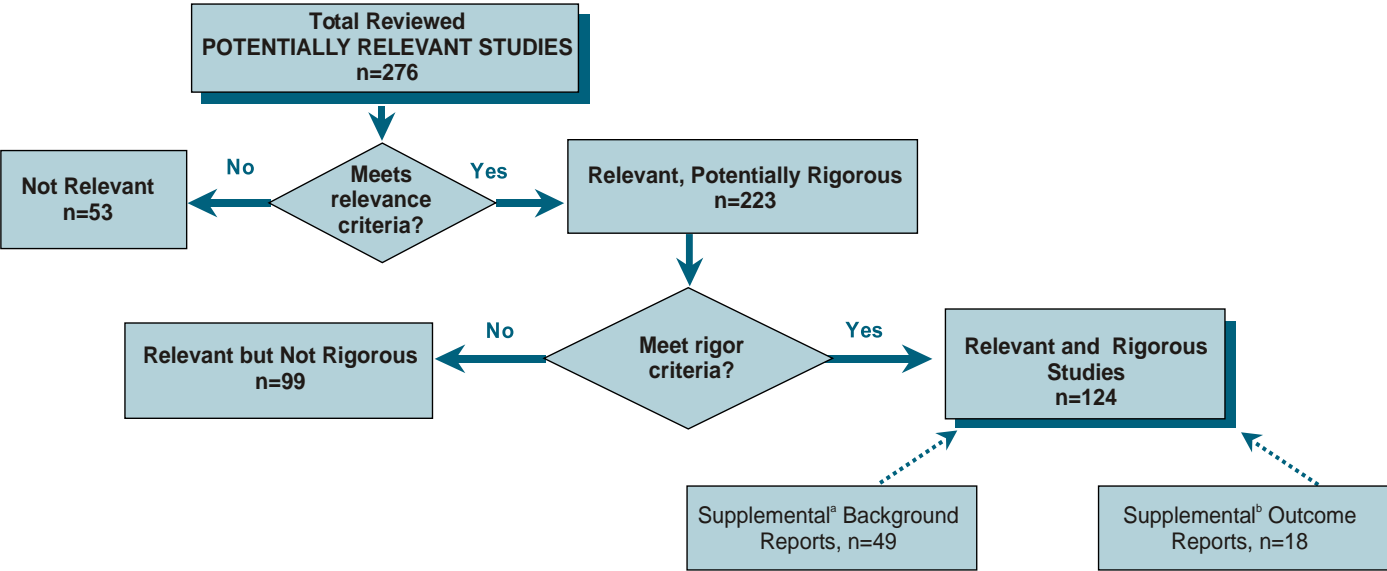 Total Reviewed
POTENTIALLY RELEVANT STUDIES
n=276
No
Yes
Not Relevant
n=53
Meets
relevance
criteria?
Relevant, Potentially Rigorous
n=223
No
Yes
Relevant but Not Rigorous
n=99
Meet rigor
criteria?
Relevant and Rigorous
Studies
n=124
Supplementalᵃ Background
Reports, n=49
Supplementalᵇ Outcome
Reports, n=18